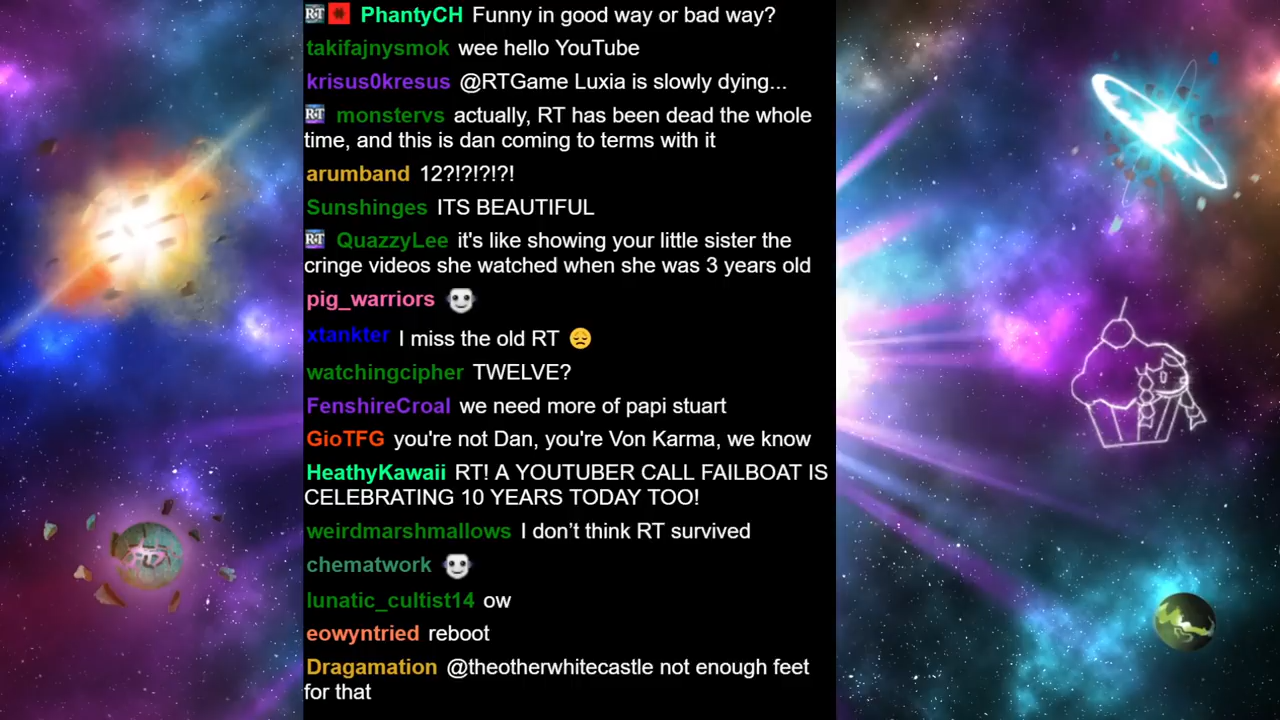 RT PhantyCH Funny in good way or bad way?
takifajnysmok wee hello YouTube
krisus0kresus @RTGame Luxia is slowly dying...
RT monstervs actually, RT has been dead the whole
time, and this is dan coming to terms with it
arumband 12?!?!?!?!
Sunshinges ITS BEAUTIFUL
RT QuazzyLee it's like showing your little sister the
cringe videos she watched when she was 3 years old
pig_warriors
xtankter I miss the old RT 😔
watchingcipher TWELVE?
FenshireCroal we need more of papi stuart
GioTFG you're not Dan, you're Von Karma, we know
HeathyKawaii RT! A YOUTUBER CALL FAILBOAT IS
CELEBRATING 10 YEARS TODAY TOO!
weirdmarshmallows I don’t think RT survived
chematwork
lunatic_cultist14 ow
eowyntried reboot
Dragamation @theotherwhitecastle not enough feet
for that